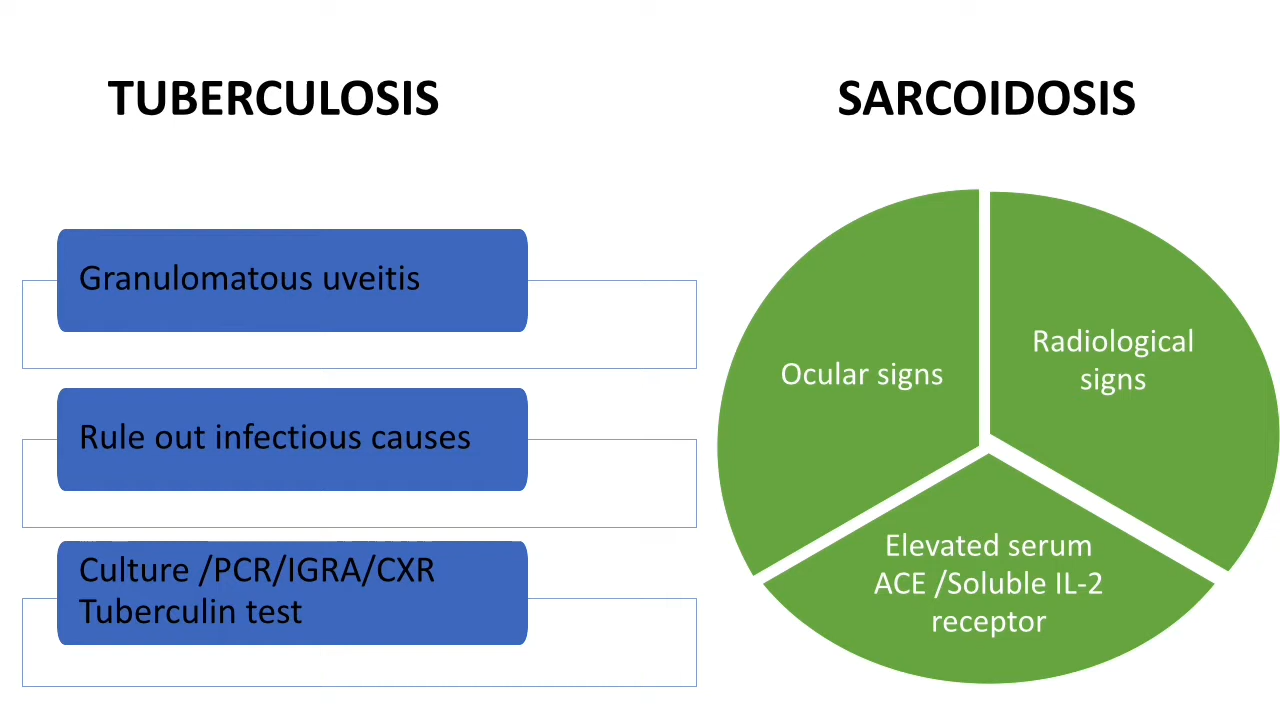 TUBERCULOSIS
Granulomatous uveitis
Rule out infectious causes
Culture /PCR/IGRA/CXR
Tuberculin test
SARCOIDOSIS
Ocular signs
Radiological
signs
Elevated serum
ACE /Soluble IL-2
receptor